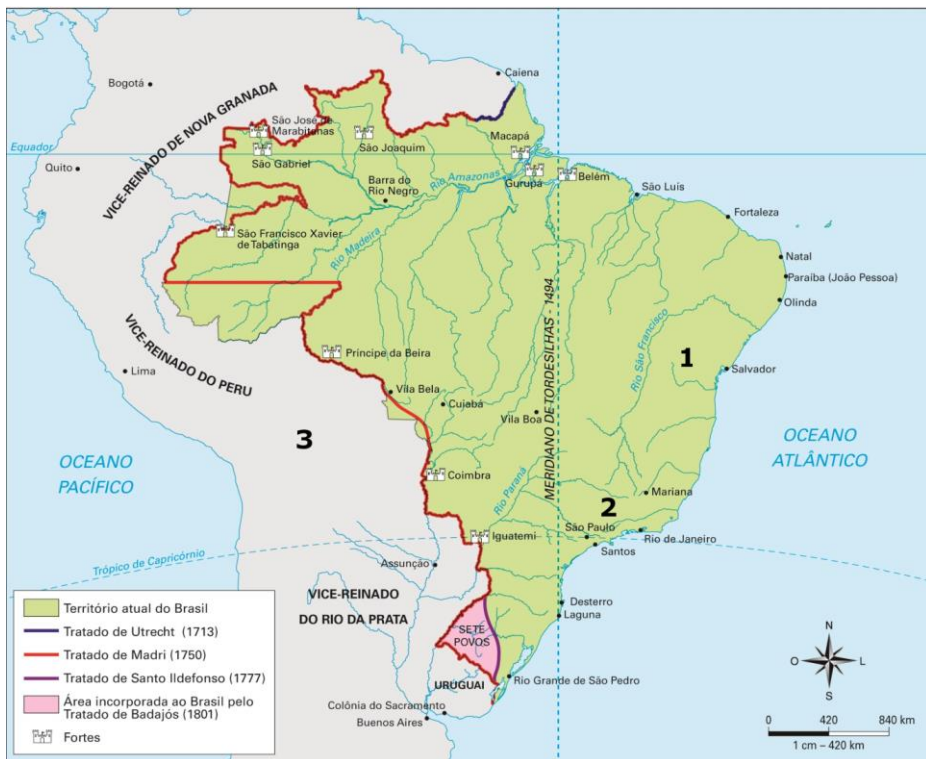 Caiena
Bogotá
VICE-REINADO DE NOVA GRANADA
São José de
Marabitenas
São Joaquim
Macapá
Equador
São Gabriel
Quito
Barra do
Rio Negro
Rio Amazonas
Gurupá
Belém
São Luís
Fortaleza
São Francisco Xavier
de Tabatinga
Rio Madeira
Natal
Paraíba (João Pessoa)
Olinda
MERIDIANO DE TORDESILHAS - 1494
Rio São Francisco
1
VICE-REINADO DO PERU
Príncipe da Beira
Lima
Salvador
Vila Bela
Cuiabá
Vila Boa
3
OCEANO
PACÍFICO
OCEANO
ATLÂNTICO
Coimbra
Rio Paraná
Mariana
2
São Paulo
Rio de Janeiro
Iguatemi
Santos
Trópico de Capricórnio
Assunção
VICE-REINADO
DO RIO DA PRATA
Desterro
Laguna
SETE
POVOS
URUGUAI
Rio Grande de São Pedro
Colônia do Sacramento
Buenos Aires
Território atual do Brasil
Tratado de Utrecht (1713)
Tratado de Madri (1750)
Tratado de Santo Ildefonso (1777)
Área incorporada ao Brasil pelo
Tratado de Badajós (1801)
Fortes
N
O
L
S
0 420 840 km
1 cm – 420 km